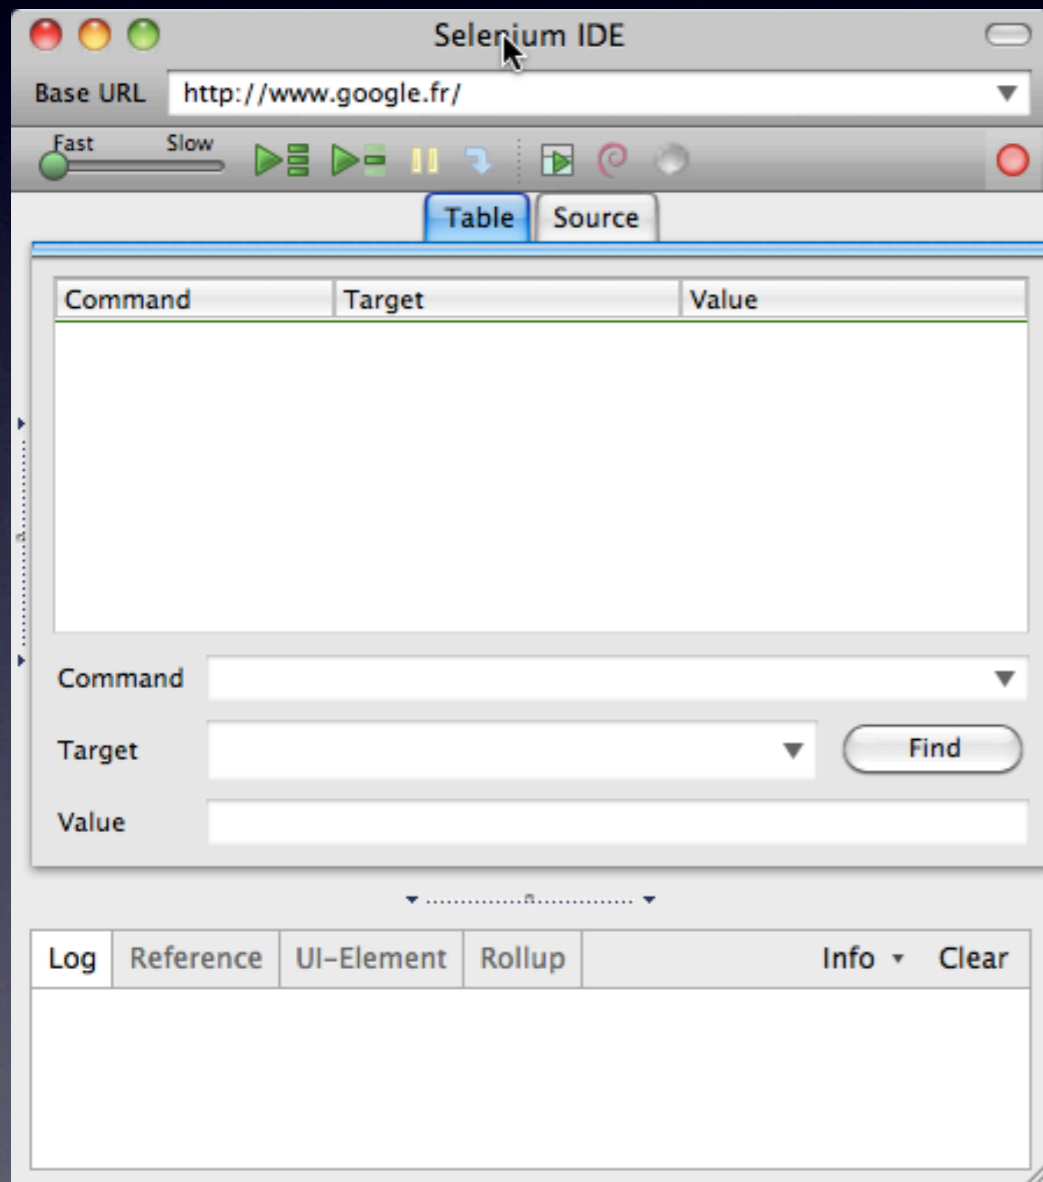 Selenium IDE
Base URL http://www.google.fr/
Fast Slow
Table Source
Command Target Value
Command
Target Find
Value
Log Reference UI-Element Rollup Info Clear